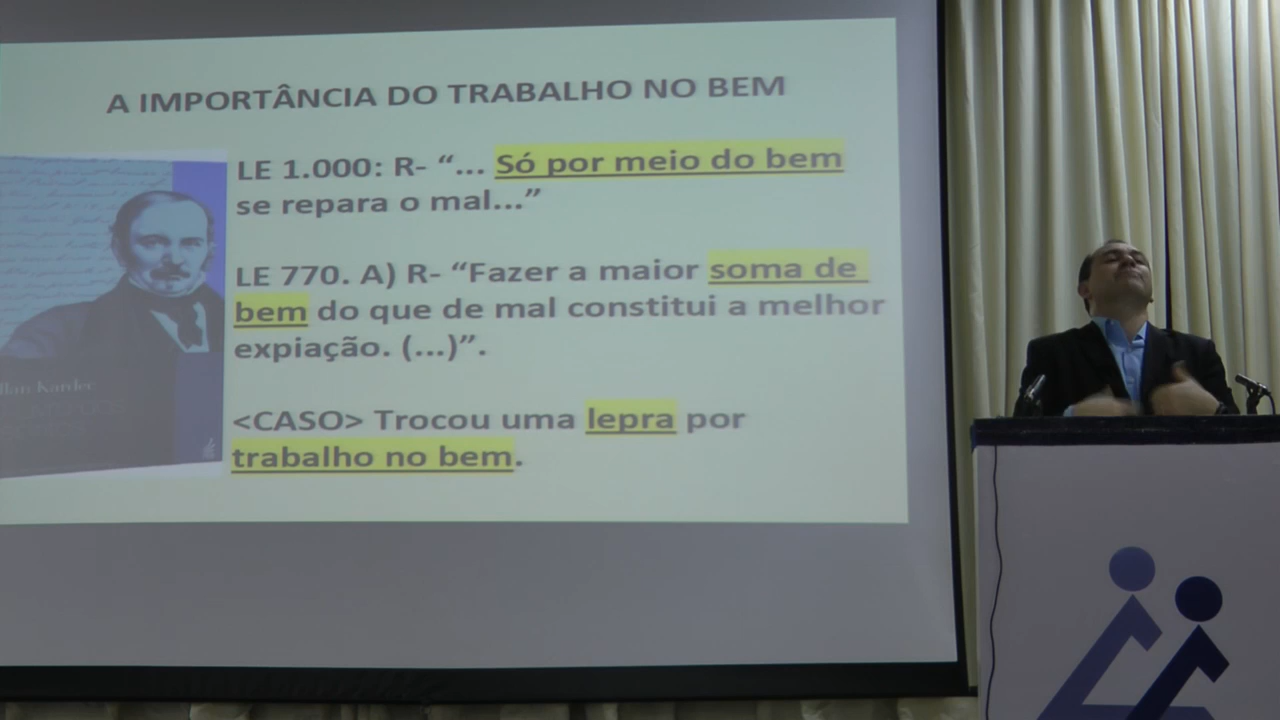 A IMPORTÂNCIA DO TRABALHO NO BEM
LE 1.000: R- “... Só por meio do bem
se repara o mal...”
LE 770. A) R- “Fazer a maior soma de
bem do que de mal constitui a melhor
expiação. (...)”.
<CASO> Trocou uma lepra por
trabalho no bem.
llan Kardec